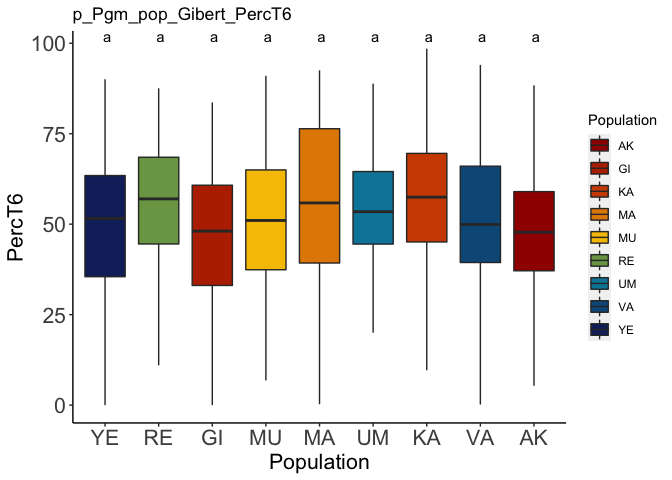 p_Pgm_pop_Gibert_PercT6
a a a a a a a a a
100
75
50
25
0
PercT6
YE RE GI MU MA UM KA VA AK
Population
Population
AK
GI
KA
MA
MU
RE
UM
VA
YE